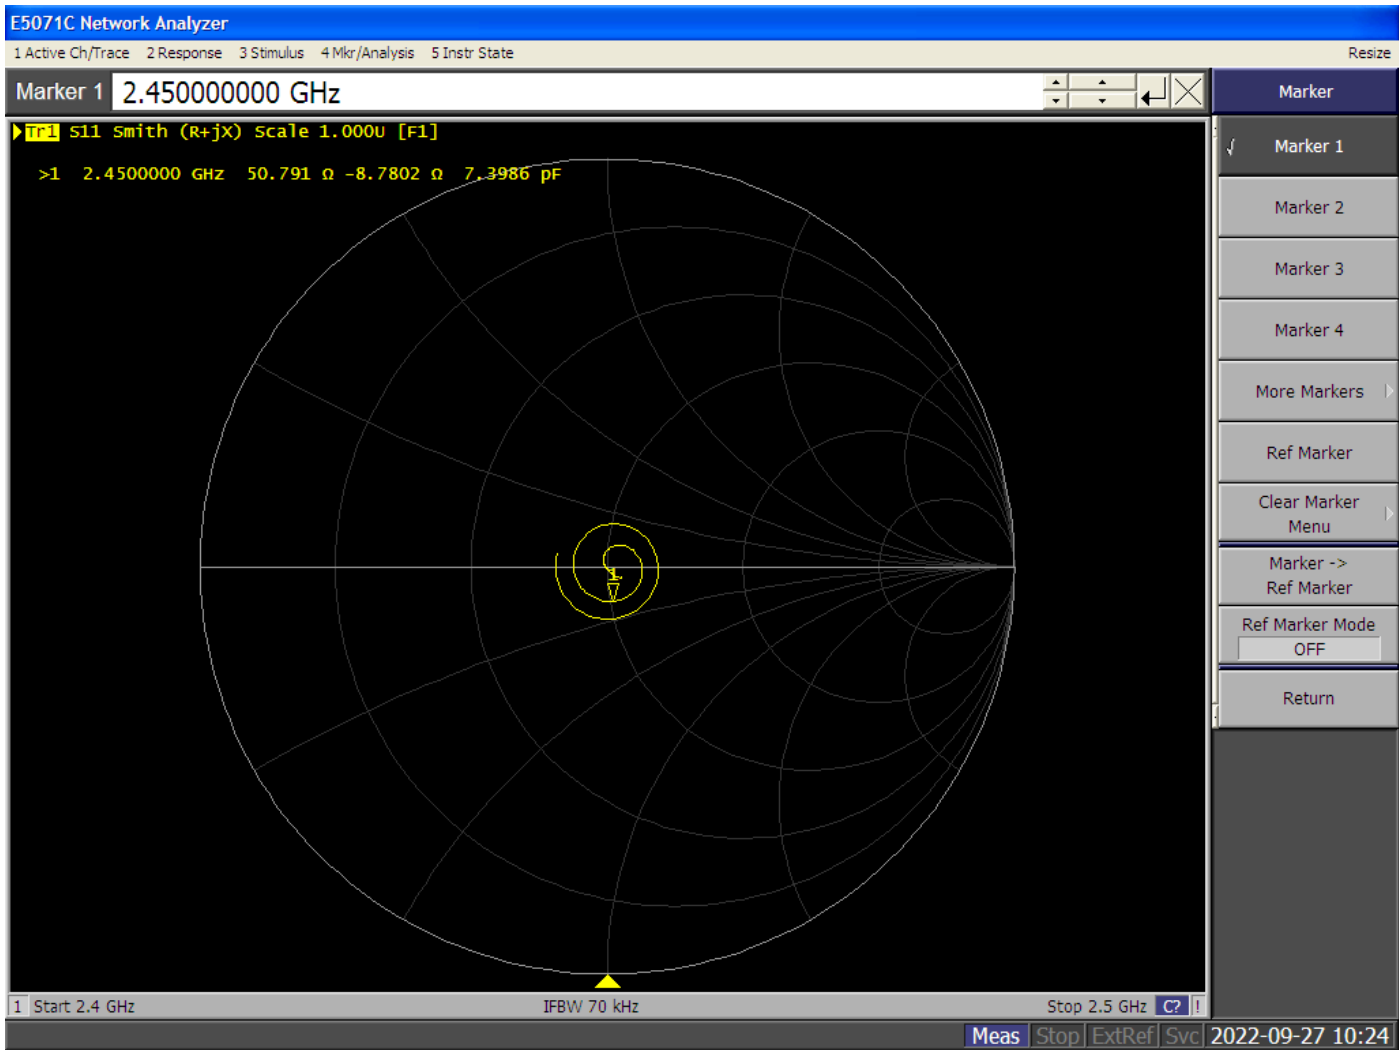 E5071C Network Analyzer
1 Active Ch/Trace 2 Response 3 Stimulus 4 Mkr/Analysis 5 Instr State Resize
Marker 1 2.450000000 GHz
Marker
Tr1 S11 Smith (R+jX) Scale 1.000U [F1]
>1 2.4500000 GHz 50.791 Ω -8.7802 Ω 7.3986 pF
Marker 1
Marker 2
Marker 3
Marker 4
More Markers
Ref Marker
Clear Marker
Menu
Marker ->
Ref Marker
Ref Marker Mode
OFF
Return
1
1 Start 2.4 GHz IFBW 70 kHz Stop 2.5 GHz C? !
Meas Stop ExtRef Svc 2022-09-27 10:24